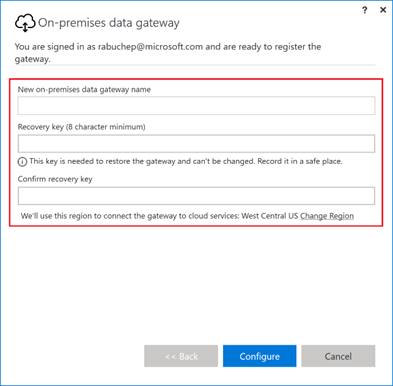 ? ×
On-premises data gateway
You are signed in as rabuchep@microsoft.com and are ready to register the
gateway.
New on-premises data gateway name
Recovery key (8 character minimum)
This key is needed to restore the gateway and can't be changed. Record it in a safe place.
Confirm recovery key
We'll use this region to connect the gateway to cloud services: West Central US Change Region
<< Back Configure Cancel